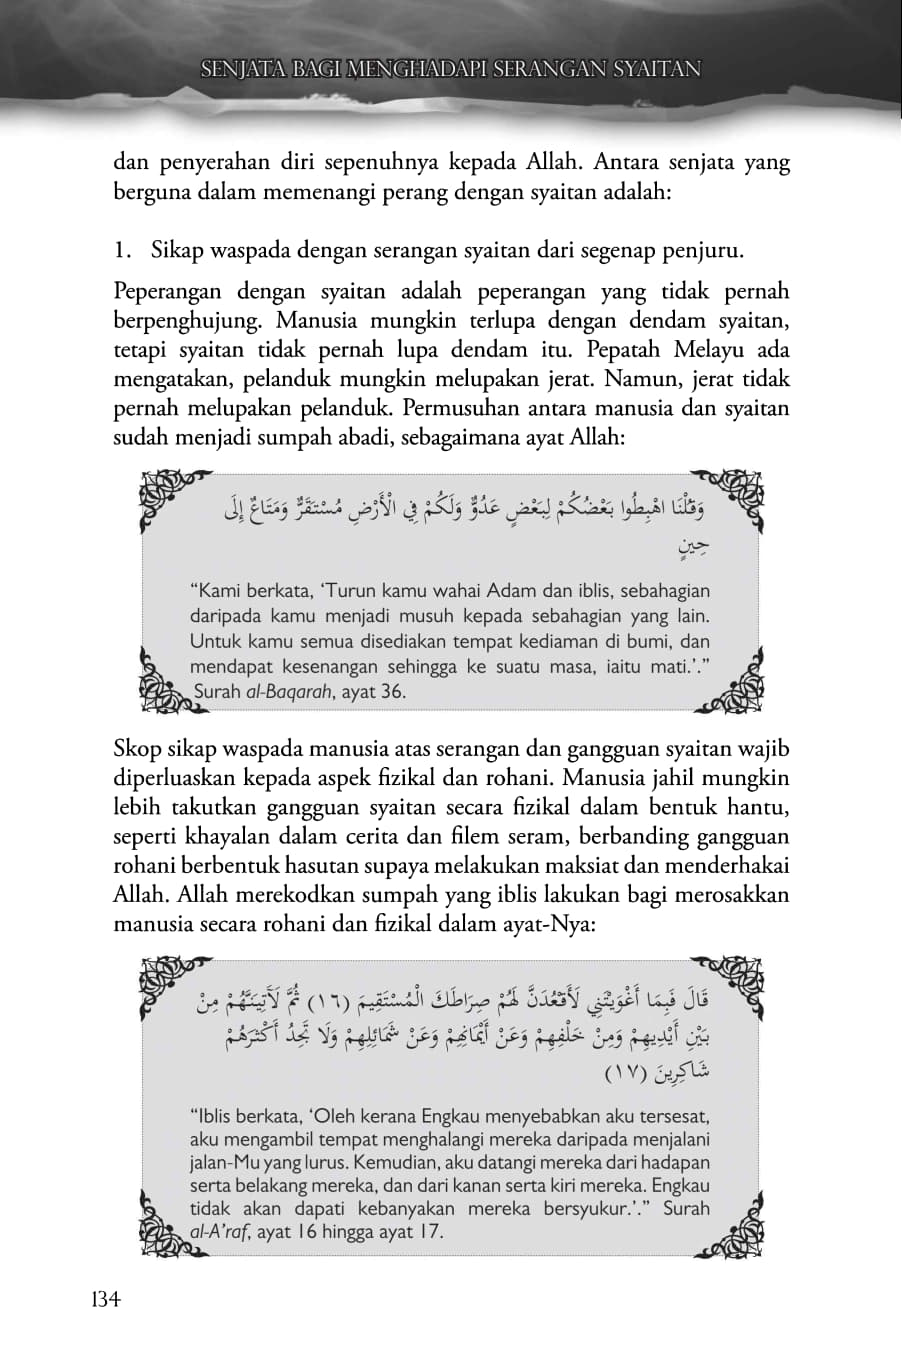 SENJATA BAGI MENGHADAPI SERANGAN SYAITAN
dan penyerahan diri sepenuhnya kepada Allah. Antara senjata yang
berguna dalam memenangi perang dengan syaitan adalah:
1. Sikap waspada dengan serangan syaitan dari segenap penjuru.
Peperangan dengan syaitan adalah peperangan yang tidak pernah
berpenghujung. Manusia mungkin terlupa dengan dendam syaitan,
tetapi syaitan tidak pernah lupa dendam itu. Pepatah Melayu ada
mengatakan, pelanduk mungkin melupakan jerat. Namun, jerat tidak
pernah melupakan pelanduk. Permusuhan antara manusia dan syaitan
sudah menjadi sumpah abadi, sebagaimana ayat Allah:
وَقُلْنَا اهْبِطُوا بَعْضُكُمْ لِبَعْضٍ عَدُوٌّ وَلَكُمْ فِي الْأَرْضِ مُسْتَقَرٌّ وَمَتَاعٌ إِلَى
حِينٍ
“Kami berkata, ‘Turun kamu wahai Adam dan iblis, sebahagian
daripada kamu menjadi musuh kepada sebahagian yang lain.
Untuk kamu semua disediakan tempat kediaman di bumi, dan
mendapat kesenangan sehingga ke suatu masa, iaitu mati.’.”
Surah al-Baqarah, ayat 36.
Skop sikap waspada manusia atas serangan dan gangguan syaitan wajib
diperluaskan kepada aspek fizikal dan rohani. Manusia jahil mungkin
lebih takutkan gangguan syaitan secara fizikal dalam bentuk hantu,
seperti khayalan dalam cerita dan filem seram, berbanding gangguan
rohani berbentuk hasutan supaya melakukan maksiat dan menderhakai
Allah. Allah merekodkan sumpah yang iblis lakukan bagi merosakkan
manusia secara rohani dan fizikal dalam ayat-Nya:
قَالَ فَبِمَا أَغْوَيْتَنِي لَأَقْعُدَنَّ لَهُمْ صِرَاطَكَ الْمُسْتَقِيمَ (١٦) ثُمَّ لَآَتِيَنَّهُمْ مِنْ
بَيْنِ أَيْدِيهِمْ وَمِنْ خَلْفِهِمْ وَعَنْ أَيْمَانِهِمْ وَعَنْ شَمَائِلِهِمْ وَلَا تَجِدُ أَكْثَرَهُمْ
شَاكِرِينَ (١٧)
“Iblis berkata, ‘Oleh kerana Engkau menyebabkan aku tersesat,
aku mengambil tempat menghalangi mereka daripada menjalani
jalan-Mu yang lurus. Kemudian, aku datangi mereka dari hadapan
serta belakang mereka, dan dari kanan serta kiri mereka. Engkau
tidak akan dapati kebanyakan mereka bersyukur.’.” Surah
al-A’raf, ayat 16 hingga ayat 17.
134